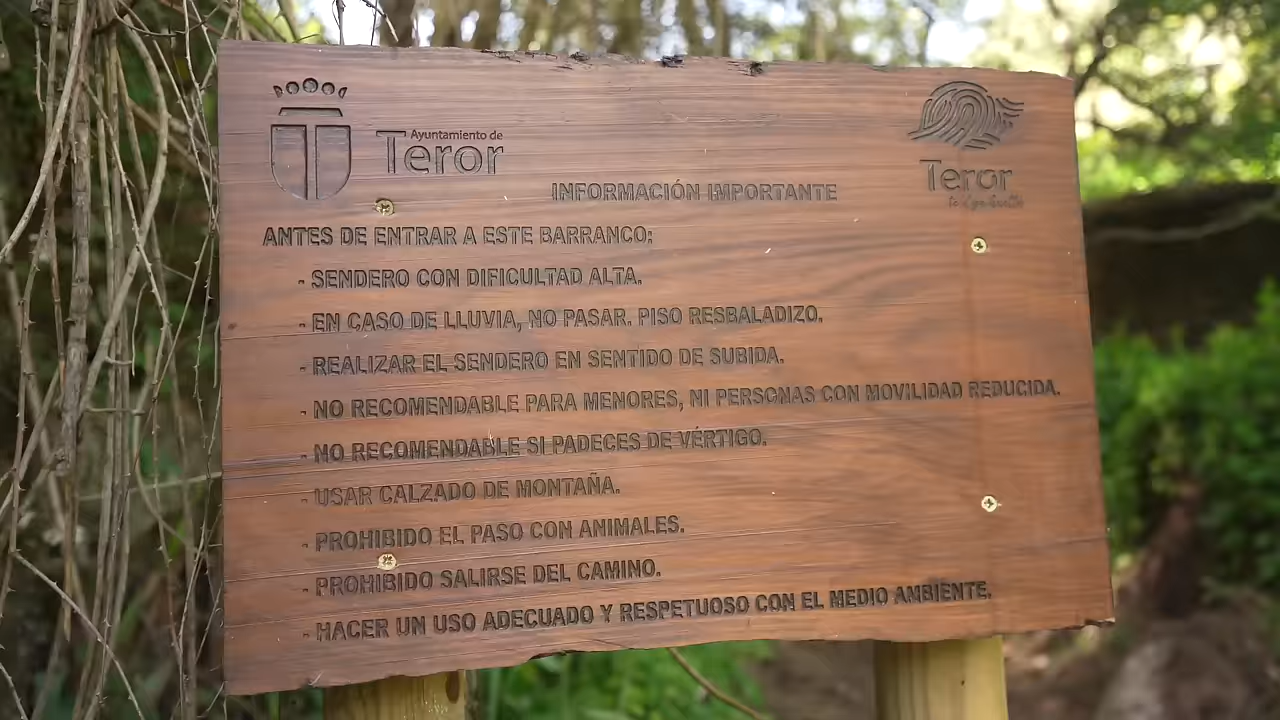 Ayuntamiento de
Teror
Teror
INFORMACIÓN IMPORTANTE
ANTES DE ENTRAR A ESTE BARRANCO:
- SENDERO CON DIFICULTAD ALTA.
- EN CASO DE LLUVIA, NO PASAR. PISO RESBALADIZO.
- REALIZAR EL SENDERO EN SENTIDO DE SUBIDA.
- NO RECOMENDABLE PARA MENORES, NI PERSONAS CON MOVILIDAD REDUCIDA.
- NO RECOMENDABLE SI PADECES DE VÉRTIGO.
- USAR CALZADO DE MONTAÑA.
- PROHIBIDO EL PASO CON ANIMALES.
- PROHIBIDO SALIRSE DEL CAMINO.
- HACER UN USO ADECUADO Y RESPETUOSO CON EL MEDIO AMBIENTE.